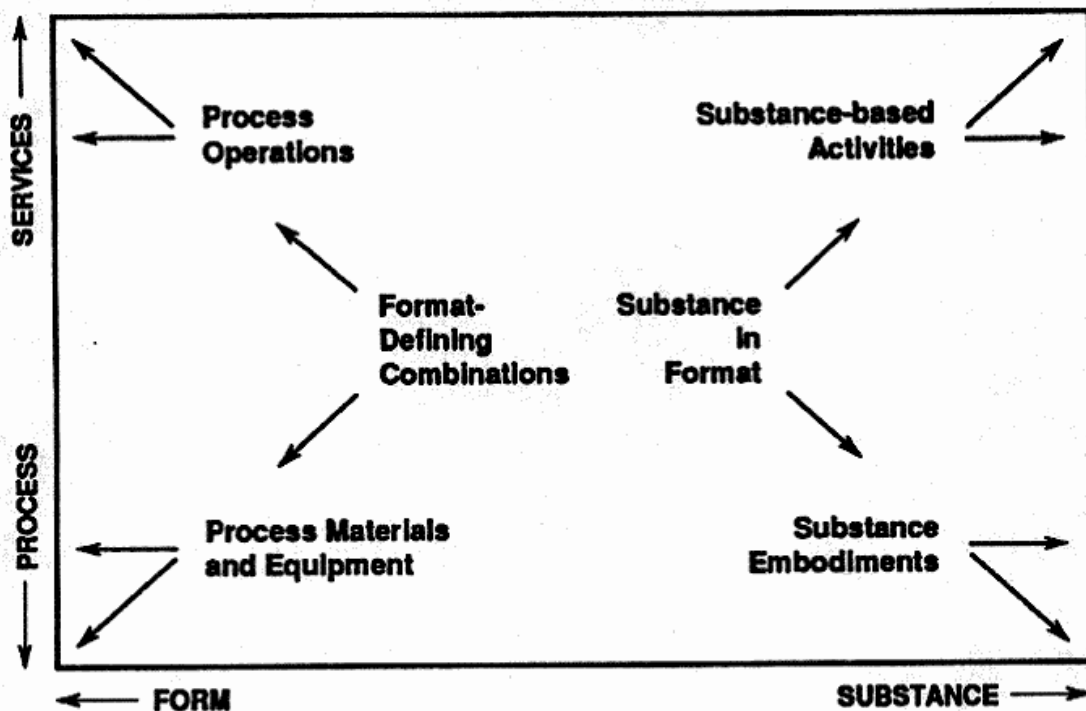 SERVICES
PROCESS
Process
Operations
Substance-based
Activities
Format-
Defining
Combinations
Substance
in
Format
Process Materials
and Equipment
Substance
Embodiments
FORM
SUBSTANCE